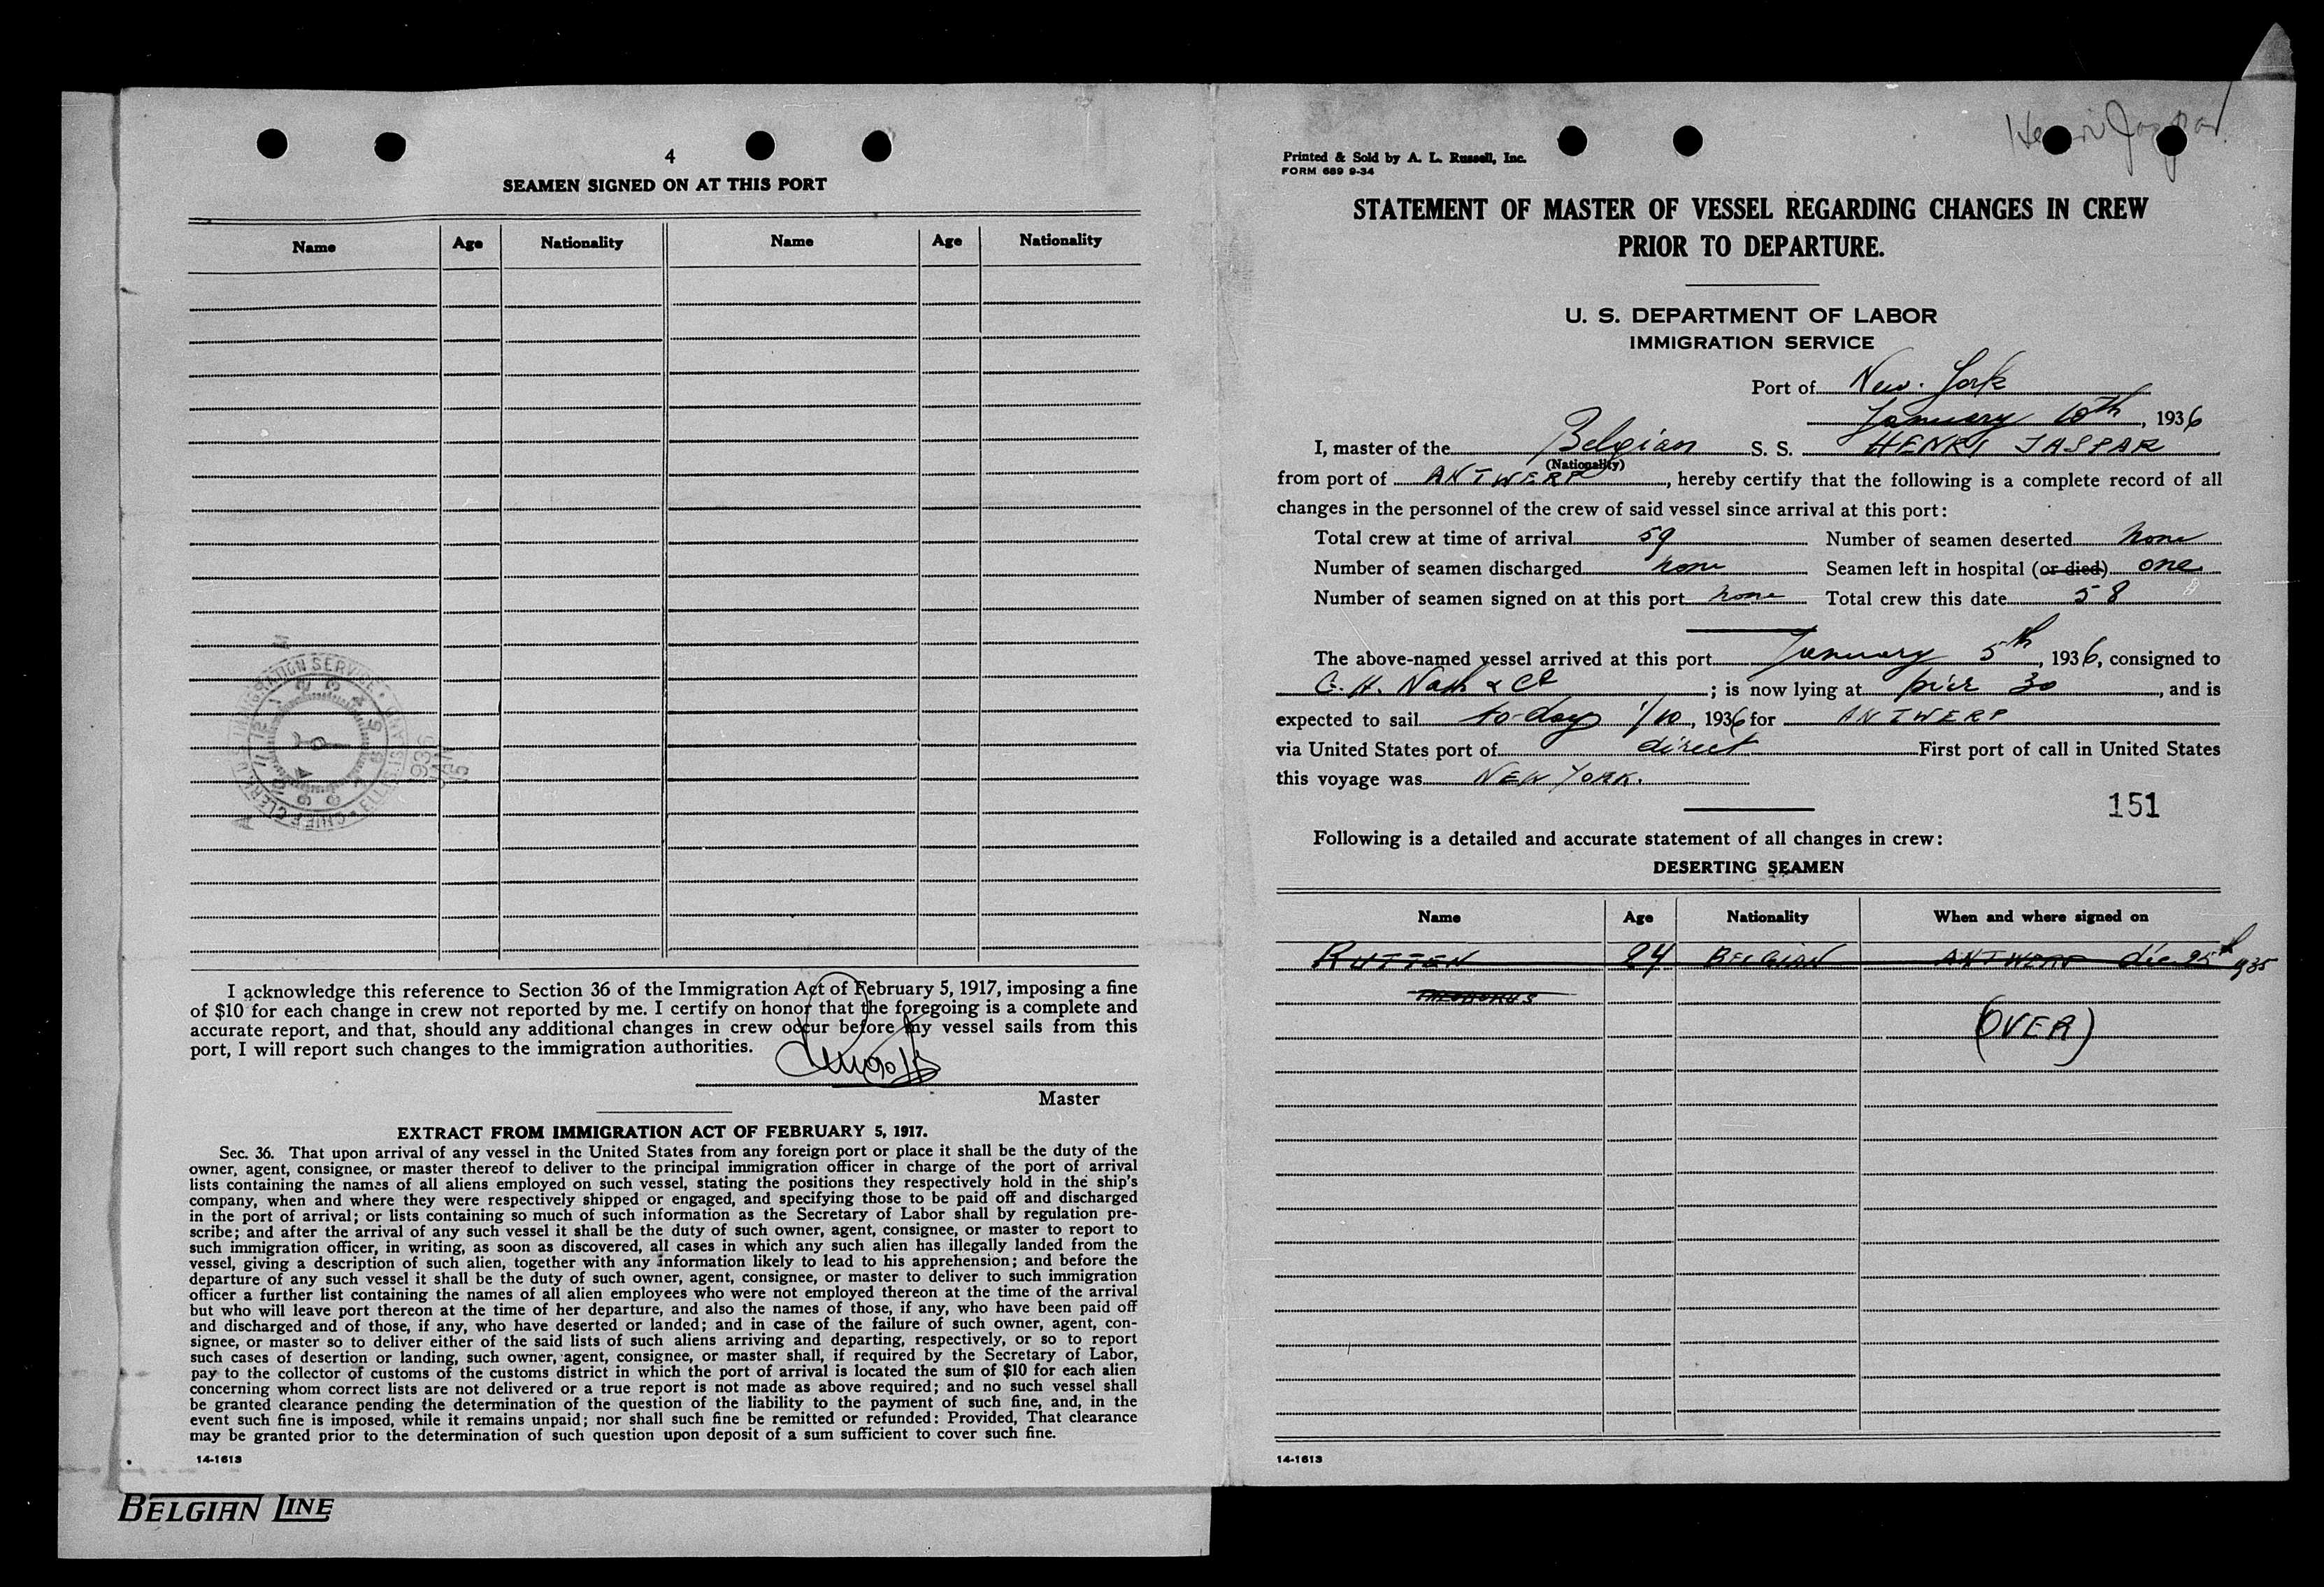 4
SEAMEN SIGNED ON AT THIS PORT
Name Age Nationality Name Age Nationality
U. S. IMMIGRATION SERVICE ELLIS ISLAND CHIEF CLERK
I acknowledge this reference to Section 36 of the Immigration Act of February 5, 1917, imposing a fine
of $10 for each change in crew not reported by me. I certify on honor that the foregoing is a complete and
accurate report, and that, should any additional changes in crew occur before my vessel sails from this
port, I will report such changes to the immigration authorities.
Master
EXTRACT FROM IMMIGRATION ACT OF FEBRUARY 5, 1917.
Sec. 36. That upon arrival of any vessel in the United States from any foreign port or place it shall be the duty of the
owner, agent, consignee, or master thereof to deliver to the principal immigration officer in charge of the port of arrival
lists containing the names of all aliens employed on such vessel, stating the positions they respectively hold in the ship's
company, when and where they were respectively shipped or engaged, and specifying those to be paid off and discharged
in the port of arrival; or lists containing so much of such information as the Secretary of Labor shall by regulation pre-
scribe; and after the arrival of any such vessel it shall be the duty of such owner, agent, consignee, or master to report to
such immigration officer, in writing, as soon as discovered, all cases in which any such alien has illegally landed from the
vessel, giving a description of such alien, together with any information likely to lead to his apprehension; and before the
departure of any such vessel it shall be the duty of such owner, agent, consignee, or master to deliver to such immigration
officer a further list containing the names of all alien employees who were not employed thereon at the time of the arrival
but who will leave port thereon at the time of her departure, and also the names of those, if any, who have been paid off
and discharged and of those, if any, who have deserted or landed; and in case of the failure of such owner, agent, con-
signee, or master so to deliver either of the said lists of such aliens arriving and departing, respectively, or so to report
such cases of desertion or landing, such owner, agent, consignee, or master shall, if required by the Secretary of Labor,
pay to the collector of customs of the customs district in which the port of arrival is located the sum of $10 for each alien
concerning whom correct lists are not delivered or a true report is not made as above required; and no such vessel shall
be granted clearance pending the determination of the question of the liability to the payment of such fine, and, in the
event such fine is imposed, while it remains unpaid; nor shall such fine be remitted or refunded: Provided, That clearance
may be granted prior to the determination of such question upon deposit of a sum sufficient to cover such fine.
14-1613
BELGIAN LINE
Henri Jaspar
Printed & Sold by A. L. Russell, Inc.
FORM 689 9-34
STATEMENT OF MASTER OF VESSEL REGARDING CHANGES IN CREW
PRIOR TO DEPARTURE.
U. S. DEPARTMENT OF LABOR
IMMIGRATION SERVICE
Port of New-York
January 10th, 1936
I, master of the Belgian S. S. HENRI JASPAR
(Nationality)
from port of ANTWERP, hereby certify that the following is a complete record of all
changes in the personnel of the crew of said vessel since arrival at this port:
Total crew at time of arrival 59 Number of seamen deserted none
Number of seamen discharged none Seamen left in hospital (or died) one
Number of seamen signed on at this port none Total crew this date 58
The above-named vessel arrived at this port January 5th, 1936, consigned to
C. H. & Co; is now lying at pier 30, and is
expected to sail to-day 1/10, 1936 for ANTWERP
via United States port of direct First port of call in United States
this voyage was NEW YORK.
151
Following is a detailed and accurate statement of all changes in crew:
DESERTING SEAMEN
Name Age Nationality When and where signed on
RUTTEN 24 BELGIAN ANTWERP dec 25th 1935
THEODORUS
(OVER)
14-1613